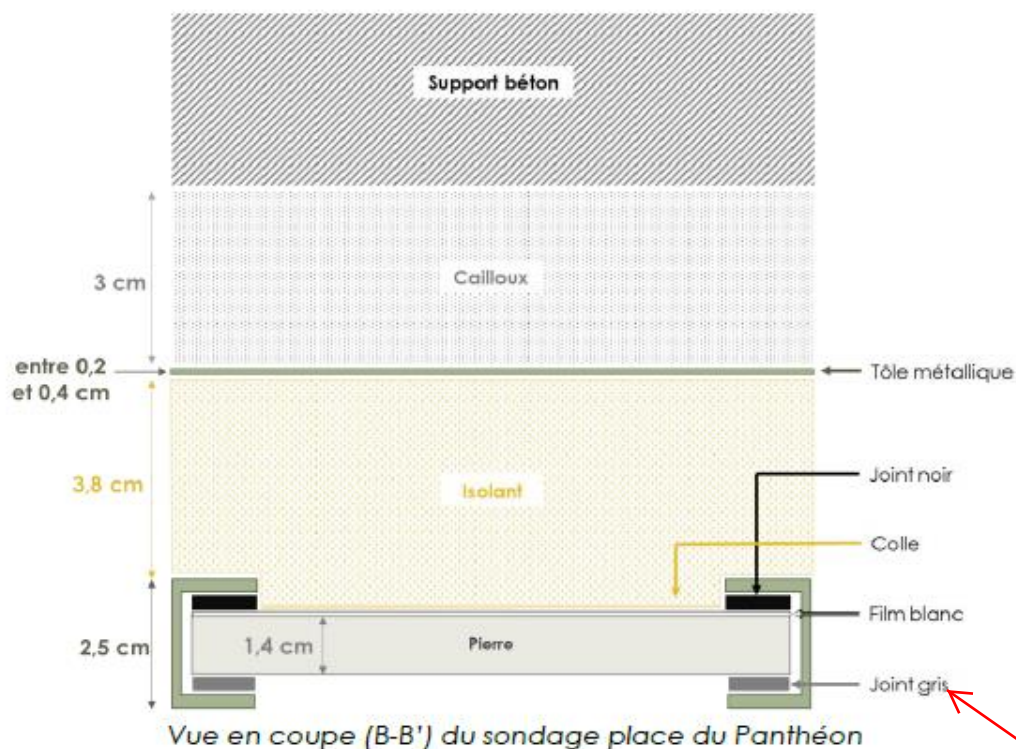 Support béton
3 cm
Cailloux
entre 0,2
et 0,4 cm
Tôle métallique
3,8 cm
Isolant
Joint noir
Colle
Film blanc
2,5 cm
1,4 cm
Pierre
Joint gris
Vue en coupe (B-B') du sondage place du Panthéon